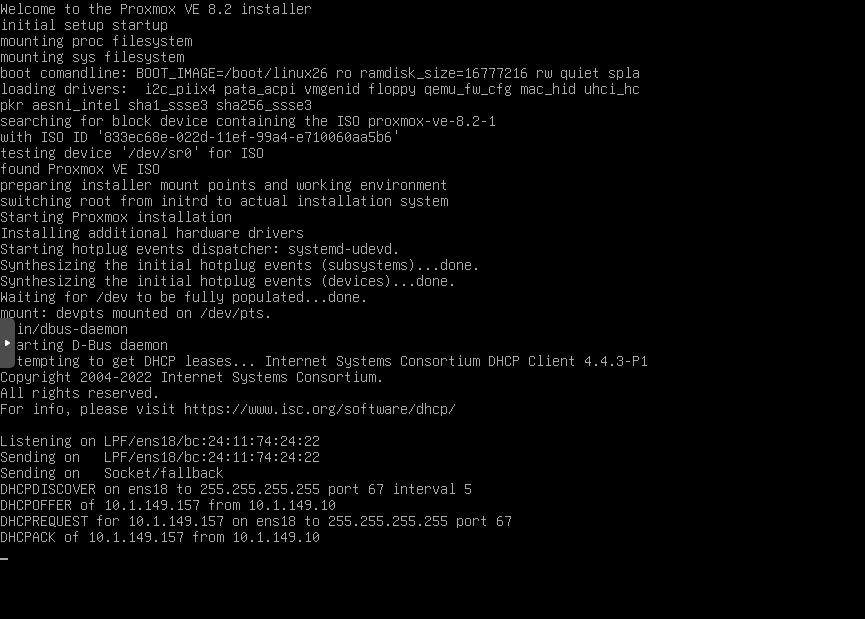 Welcome to the Proxmox VE 8.2 installer
initial setup startup
mounting proc filesystem
mounting sys filesystem
boot comandline: BOOT_IMAGE=/boot/linux26 ro ramdisk_size=16777216 rw quiet spla
loading drivers:  i2c_piix4 pata_acpi vmgenid floppy qemu_fw_cfg mac_hid uhci_hc
pkr aesni_intel sha1_ssse3 sha256_ssse3
searching for block device containing the ISO proxmox-ve-8.2-1
with ISO ID '833ec68e-022d-11ef-99a4-e710060aa5b6'
testing device '/dev/sr0' for ISO
found Proxmox VE ISO
preparing installer mount points and working environment
switching root from initrd to actual installation system
Starting Proxmox installation
Installing additional hardware drivers
Starting hotplug events dispatcher: systemd-udevd.
Synthesizing the initial hotplug events (subsystems)...done.
Synthesizing the initial hotplug events (devices)...done.
Waiting for /dev to be fully populated...done.
mount: devpts mounted on /dev/pts.
in/dbus-daemon
arting D-Bus daemon
tempting to get DHCP leases... Internet Systems Consortium DHCP Client 4.4.3-P1
Copyright 2004-2022 Internet Systems Consortium.
All rights reserved.
For info, please visit https://www.isc.org/software/dhcp/
Listening on LPF/ens18/bc:24:11:74:24:22
Sending on   LPF/ens18/bc:24:11:74:24:22
Sending on   Socket/fallback
DHCPDISCOVER on ens18 to 255.255.255.255 port 67 interval 5
DHCPOFFER of 10.1.149.157 from 10.1.149.10
DHCPREQUEST for 10.1.149.157 on ens18 to 255.255.255.255 port 67
DHCPACK of 10.1.149.157 from 10.1.149.10